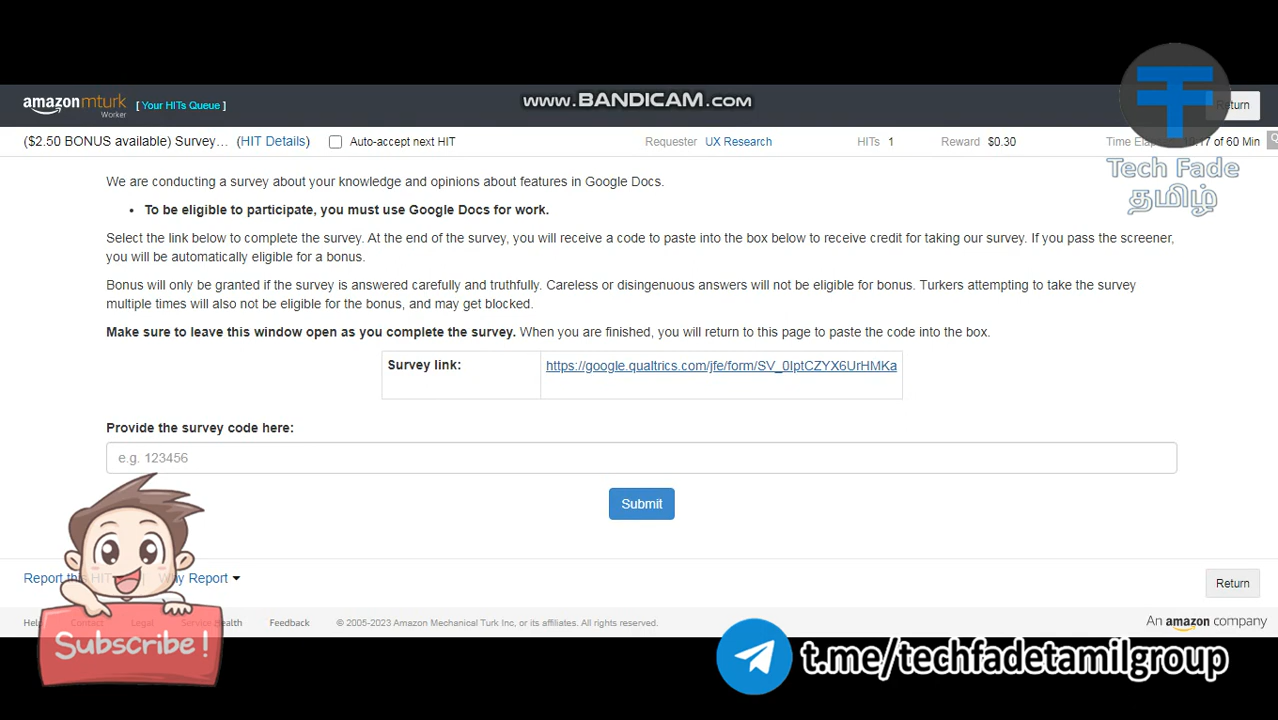 www.BANDICAM.com
amazon mturk
Worker
[ Your HITs Queue ]
Return
($2.50 BONUS available) Survey… (HIT Details) Auto-accept next HIT Requester UX Research HITs 1 Reward $0.30 Time Ela 17 of 60 Min
Tech Fade
தமிழ்
We are conducting a survey about your knowledge and opinions about features in Google Docs.
• To be eligible to participate, you must use Google Docs for work.
Select the link below to complete the survey. At the end of the survey, you will receive a code to paste into the box below to receive credit for taking our survey. If you pass the screener,
you will be automatically eligible for a bonus.
Bonus will only be granted if the survey is answered carefully and truthfully. Careless or disingenuous answers will not be eligible for bonus. Turkers attempting to take the survey
multiple times will also not be eligible for the bonus, and may get blocked.
Make sure to leave this window open as you complete the survey. When you are finished, you will return to this page to paste the code into the box.
Survey link: https://google.qualtrics.com/jfe/form/SV_0IptCZYX6UrHMKa
Provide the survey code here:
e.g. 123456
Submit
Report this HIT Why Report
Return
Help Contact Legal Service Health Feedback © 2005-2023 Amazon Mechanical Turk Inc, or its affiliates. All rights reserved. An amazon company
Subscribe !
t.me/techfadetamilgroup